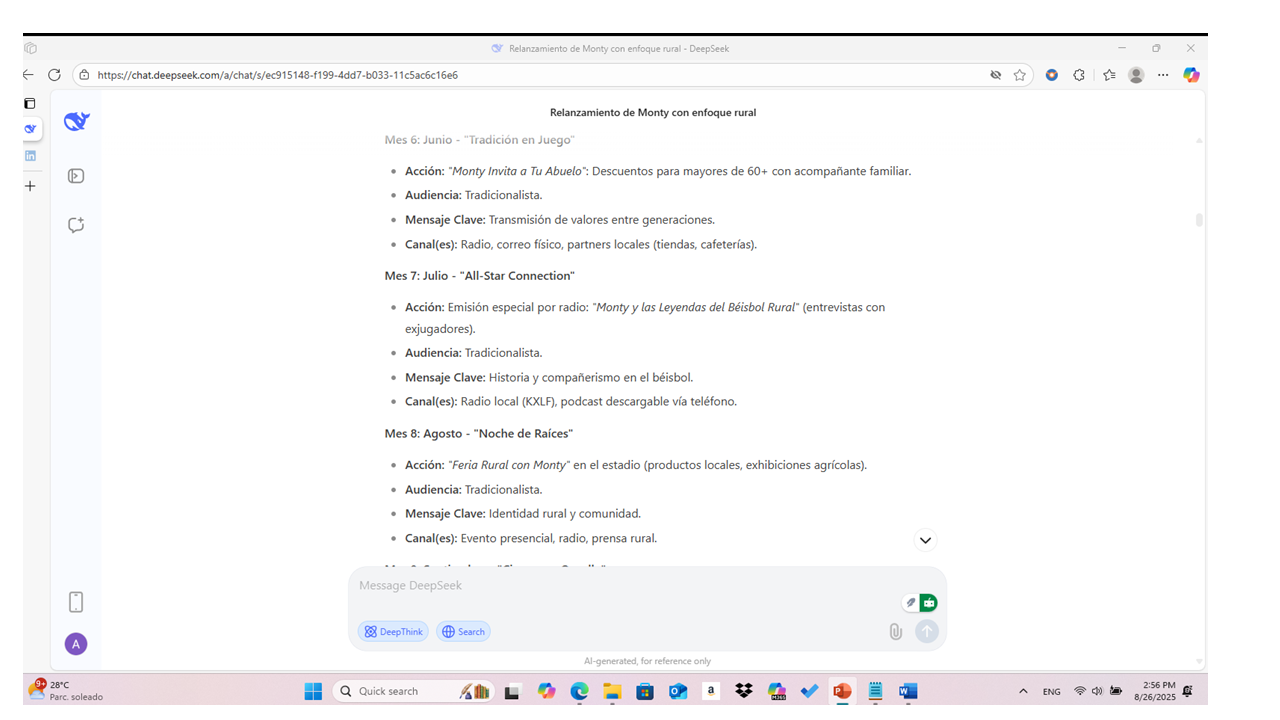 Relanzamiento de Monty con enfoque rural - DeepSeek
https://chat.deepseek.com/a/chat/s/ec915148-f199-4dd7-b033-11c5ac6c16e6
Relanzamiento de Monty con enfoque rural
Mes 6: Junio - "Tradición en Juego"
Acción: "Monty Invita a Tu Abuelo": Descuentos para mayores de 60+ con acompañante familiar.
Audiencia: Tradicionalista.
Mensaje Clave: Transmisión de valores entre generaciones.
Canal(es): Radio, correo físico, partners locales (tiendas, cafeterías).
Mes 7: Julio - "All-Star Connection"
Acción: Emisión especial por radio: "Monty y las Leyendas del Béisbol Rural" (entrevistas con
exjugadores).
Audiencia: Tradicionalista.
Mensaje Clave: Historia y compañerismo en el béisbol.
Canal(es): Radio local (KXLF), podcast descargable vía teléfono.
Mes 8: Agosto - "Noche de Raíces"
Acción: "Feria Rural con Monty" en el estadio (productos locales, exhibiciones agrícolas).
Audiencia: Tradicionalista.
Mensaje Clave: Identidad rural y comunidad.
Canal(es): Evento presencial, radio, prensa rural.
Message DeepSeek
DeepThink
Search
A
AI-generated, for reference only
9+
28°C
Parc. soleado
Quick search
ENG
2:56 PM
8/26/2025